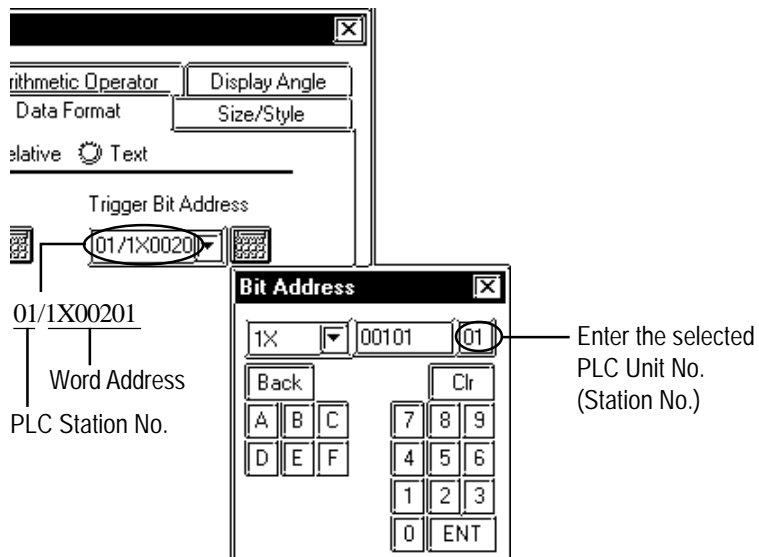 rithmetic Operator
Display Angle
Data Format
Size/Style
elative
Text
Trigger Bit Address
01/1X0020
01/1X00201
Word Address
PLC Station No.
Bit Address
1X
00101
01
Enter the selected
PLC Unit No.
(Station No.)
Back
Clr
A B C
7 8 9
D E F
4 5 6
1 2 3
0 ENT